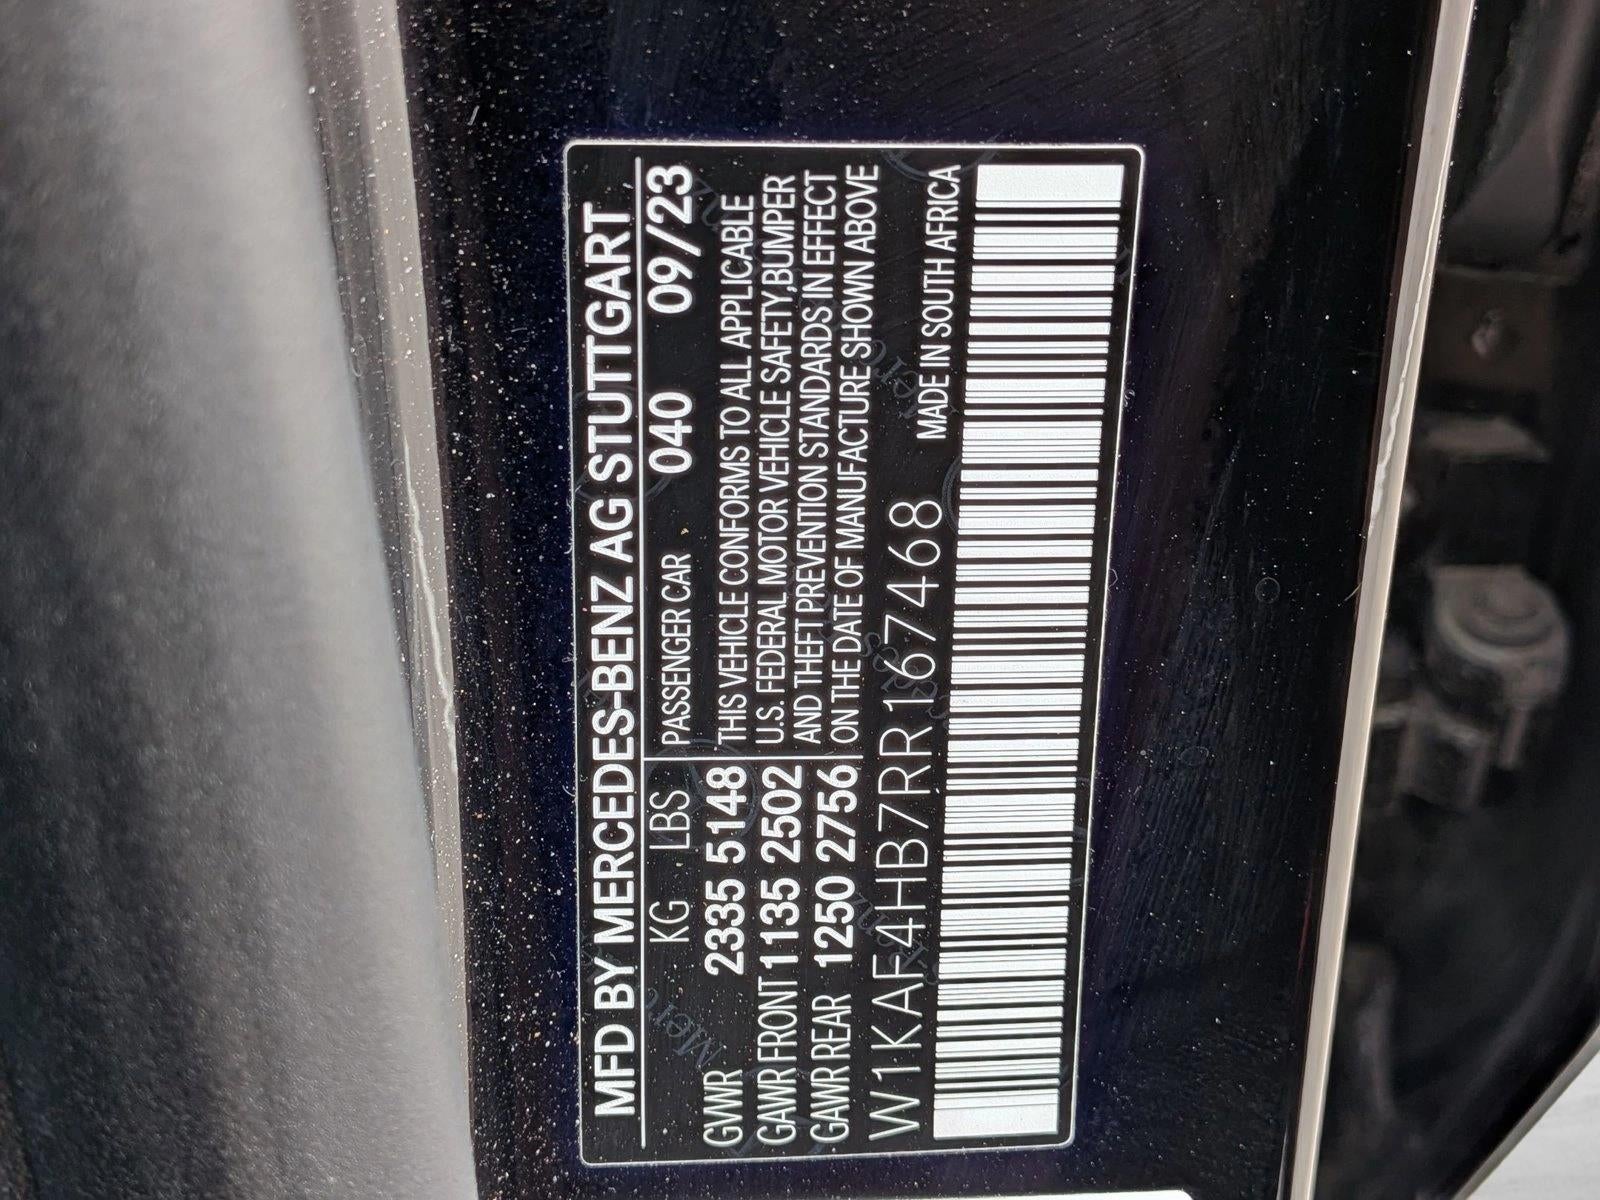 MFD BY MERCEDES-BENZ AG STUTTGART
KG LBS PASSENGER CAR 040 09/23
GVWR 2335 5148 THIS VEHICLE CONFORMS TO ALL APPLICABLE
GAWR FRONT 1135 2502 U.S. FEDERAL MOTOR VEHICLE SAFETY,BUMPER
GAWR REAR 1250 2756 AND THEFT PREVENTION STANDARDS IN EFFECT
ON THE DATE OF MANUFACTURE SHOWN ABOVE
W1KAF4HB7RR167468 MADE IN SOUTH AFRICA